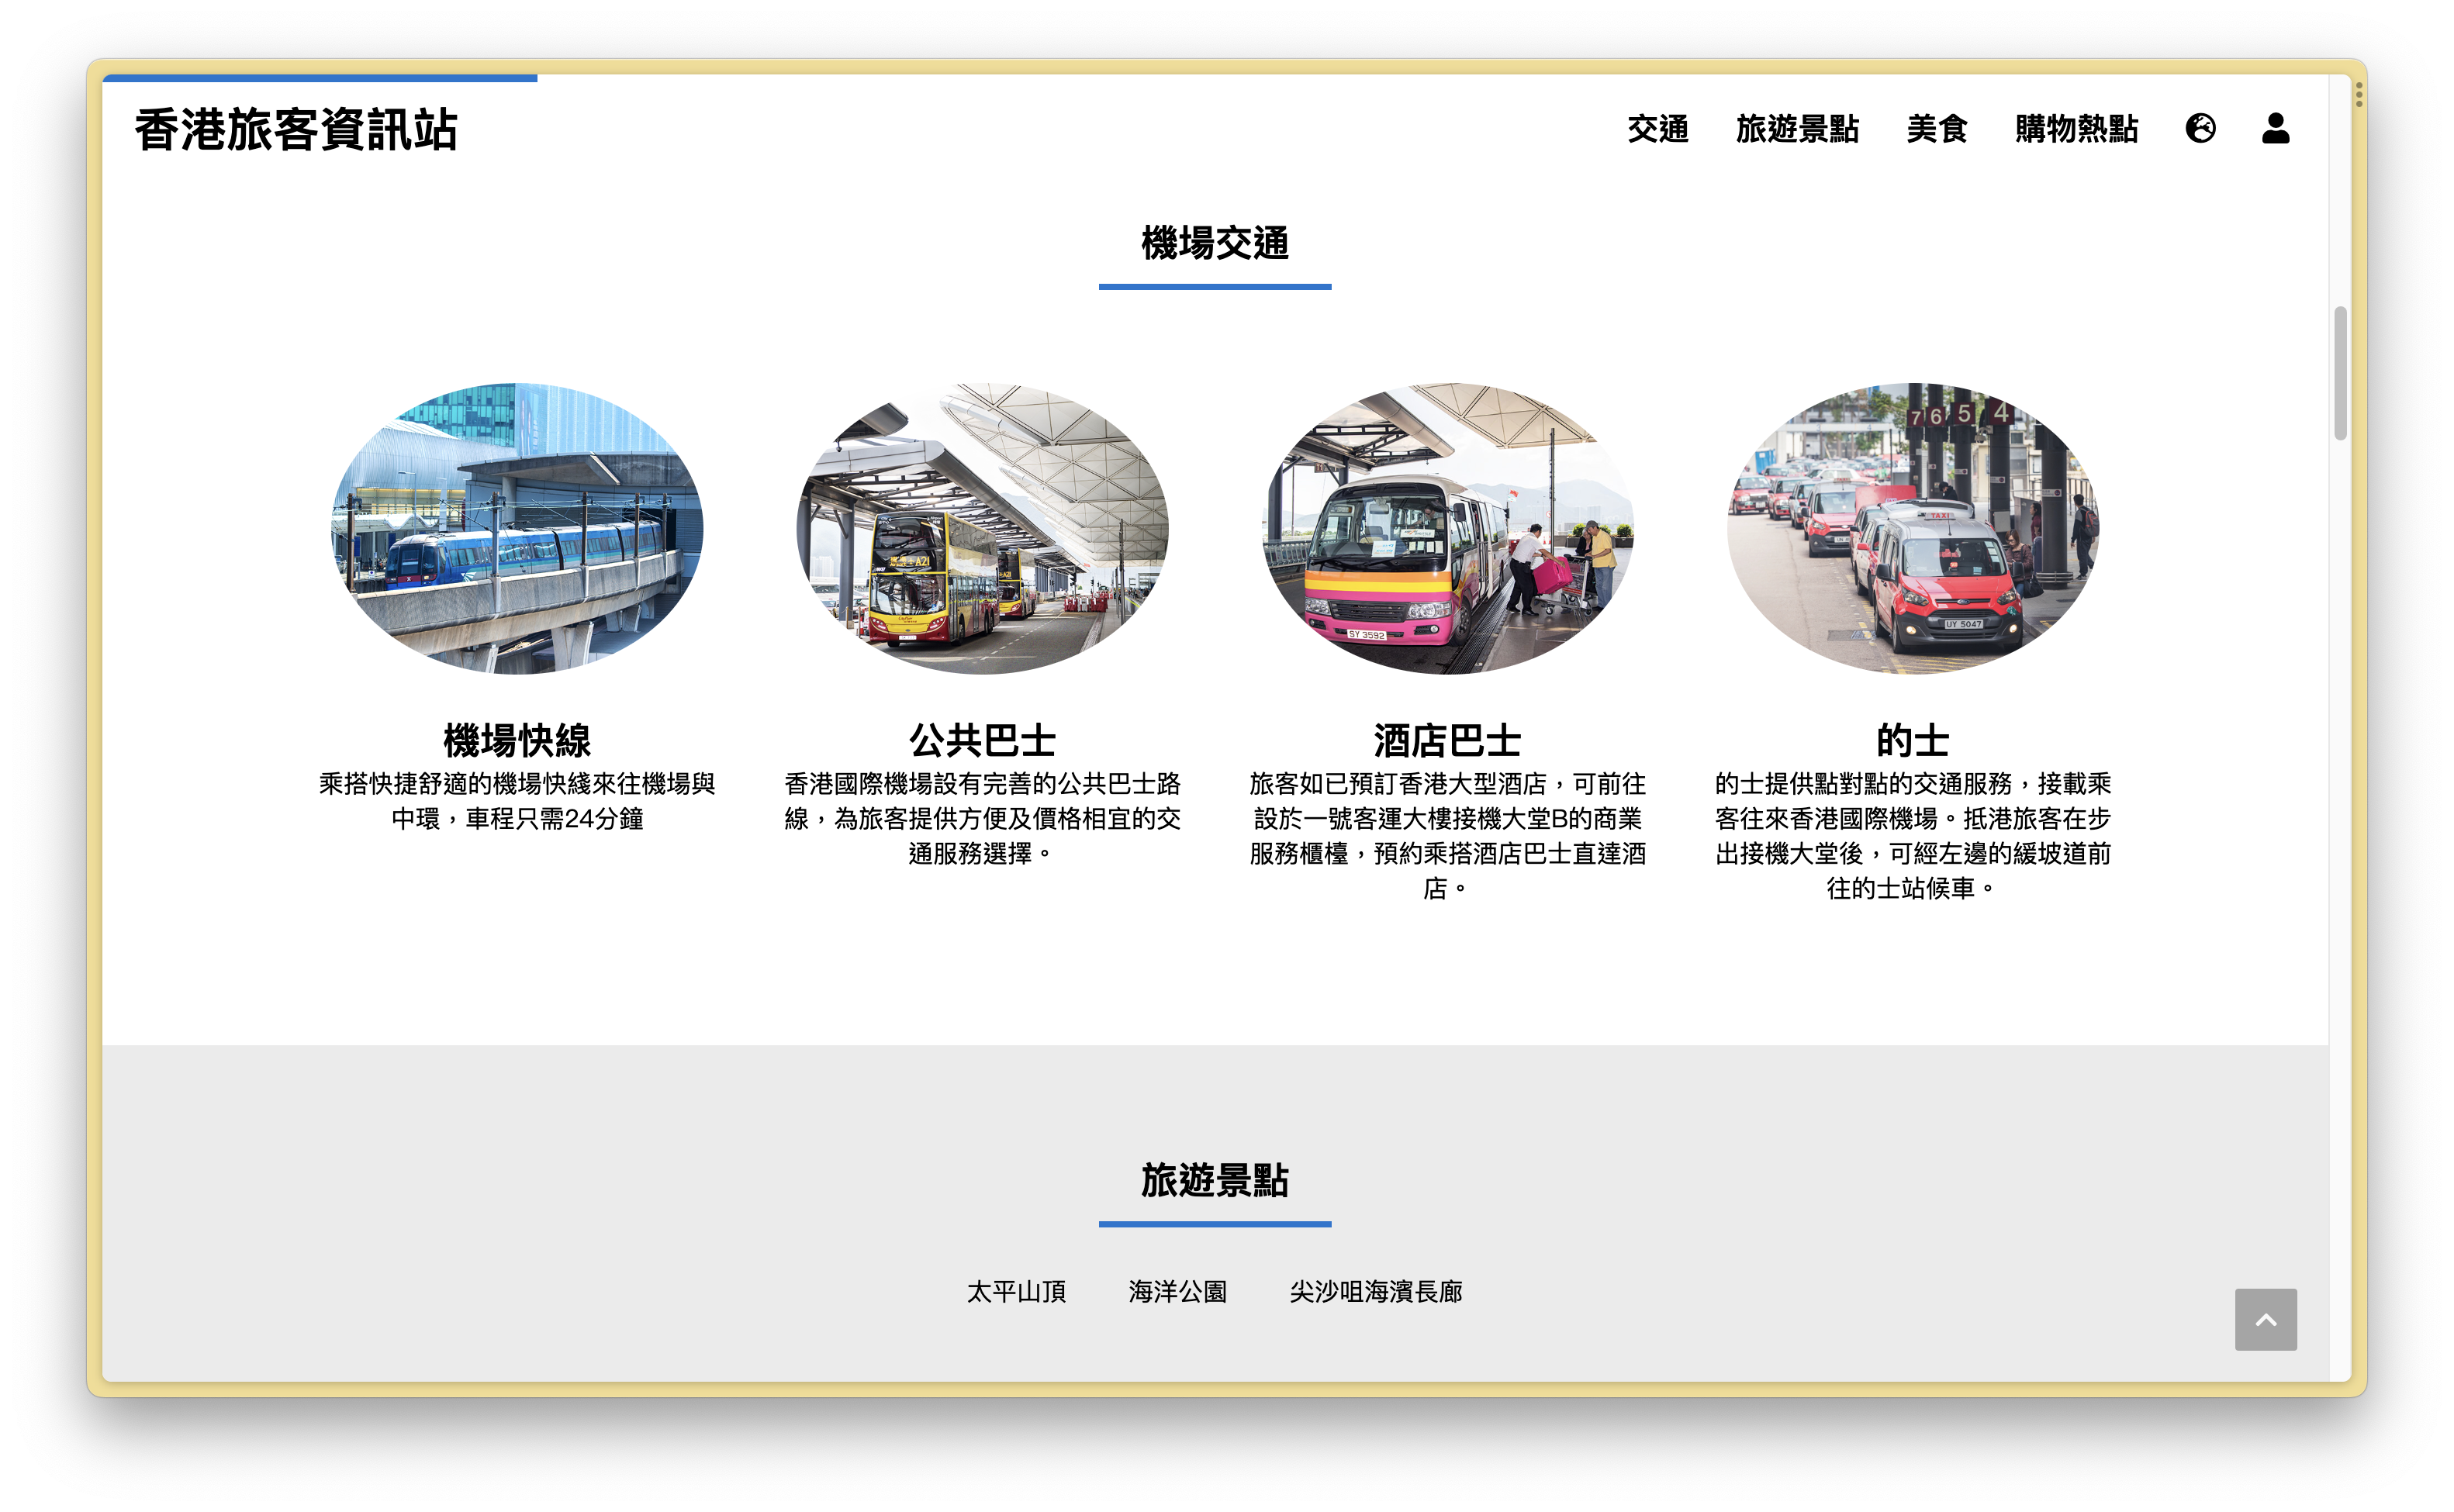 香港旅客資訊站
交通 旅遊景點 美食 購物熱點
機場交通
7 6 5 4
A21
SY 3592
TAXI
UY 5047
機場快線
乘搭快捷舒適的機場快綫來往機場與
中環，車程只需24分鐘
公共巴士
香港國際機場設有完善的公共巴士路
線，為旅客提供方便及價格相宜的交
通服務選擇。
酒店巴士
旅客如已預訂香港大型酒店，可前往
設於一號客運大樓接機大堂B的商業
服務櫃檯，預約乘搭酒店巴士直達酒
店。
的士
的士提供點對點的交通服務，接載乘
客往來香港國際機場。抵港旅客在步
出接機大堂後，可經左邊的緩坡道前
往的士站候車。
旅遊景點
太平山頂 海洋公園 尖沙咀海濱長廊